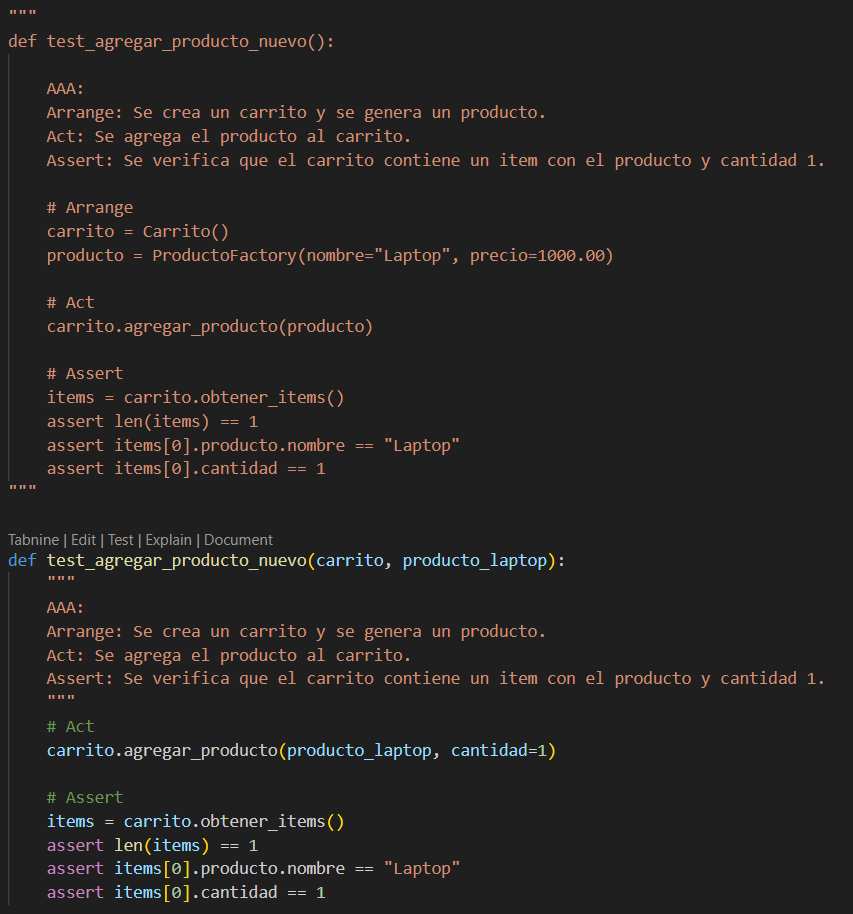 """
def test_agregar_producto_nuevo():
    AAA:
    Arrange: Se crea un carrito y se genera un producto.
    Act: Se agrega el producto al carrito.
    Assert: Se verifica que el carrito contiene un item con el producto y cantidad 1.
    # Arrange
    carrito = Carrito()
    producto = ProductoFactory(nombre="Laptop", precio=1000.00)
    # Act
    carrito.agregar_producto(producto)
    # Assert
    items = carrito.obtener_items()
    assert len(items) == 1
    assert items[0].producto.nombre == "Laptop"
    assert items[0].cantidad == 1
"""
Tabnine | Edit | Test | Explain | Document
def test_agregar_producto_nuevo(carrito, producto_laptop):
    """
    AAA:
    Arrange: Se crea un carrito y se genera un producto.
    Act: Se agrega el producto al carrito.
    Assert: Se verifica que el carrito contiene un item con el producto y cantidad 1.
    """
    # Act
    carrito.agregar_producto(producto_laptop, cantidad=1)
    # Assert
    items = carrito.obtener_items()
    assert len(items) == 1
    assert items[0].producto.nombre == "Laptop"
    assert items[0].cantidad == 1